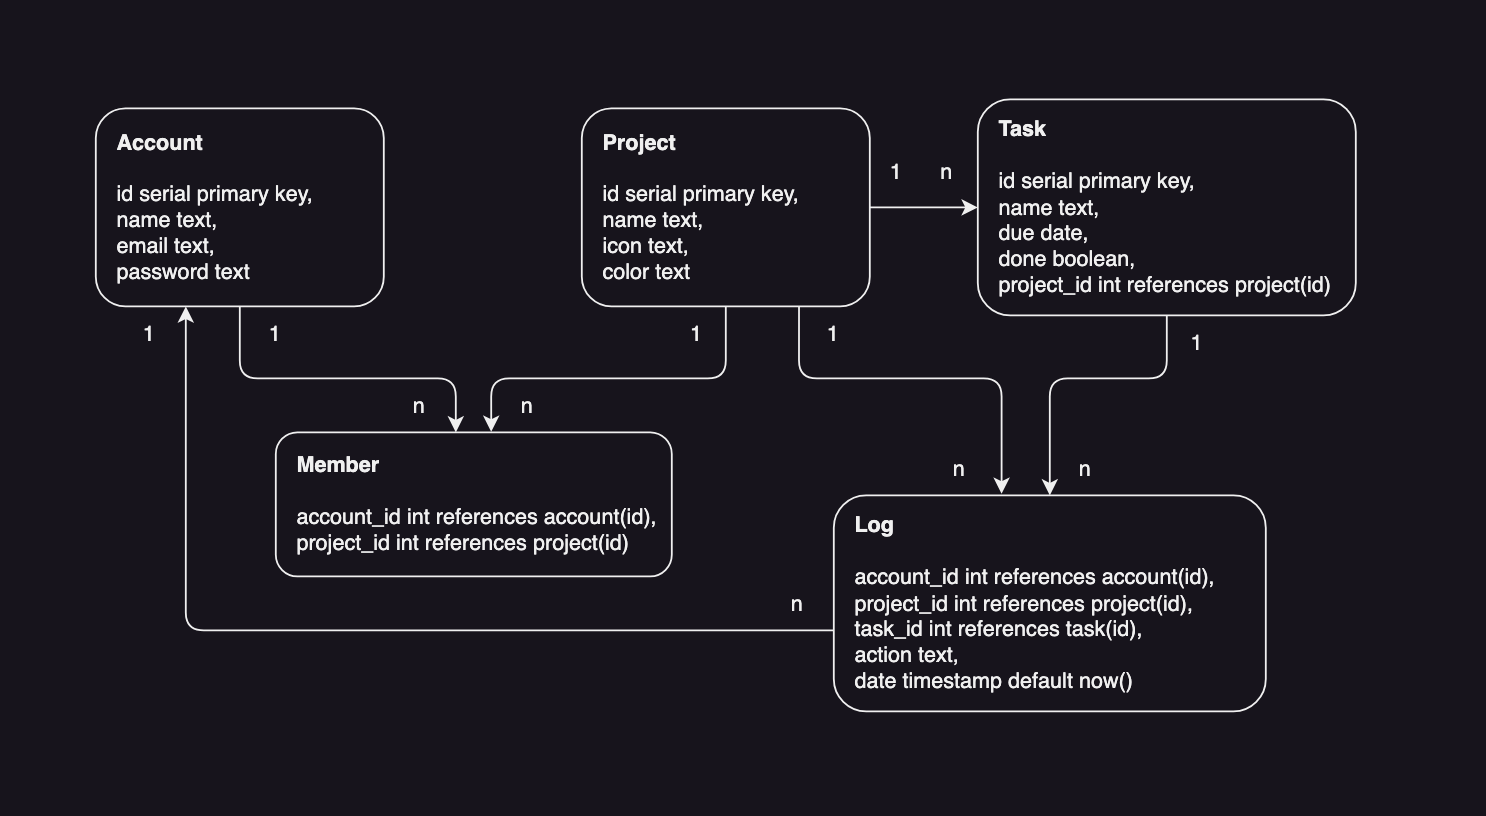 Account
id serial primary key,
name text,
email text,
password text
Project
id serial primary key,
name text,
icon text,
color text
1 n
Task
id serial primary key,
name text,
due date,
done boolean,
project_id int references project(id)
1
1
1
1
1
n
n
Member
account_id int references account(id),
project_id int references project(id)
n
n
n
Log
account_id int references account(id),
project_id int references project(id),
task_id int references task(id),
action text,
date timestamp default now()